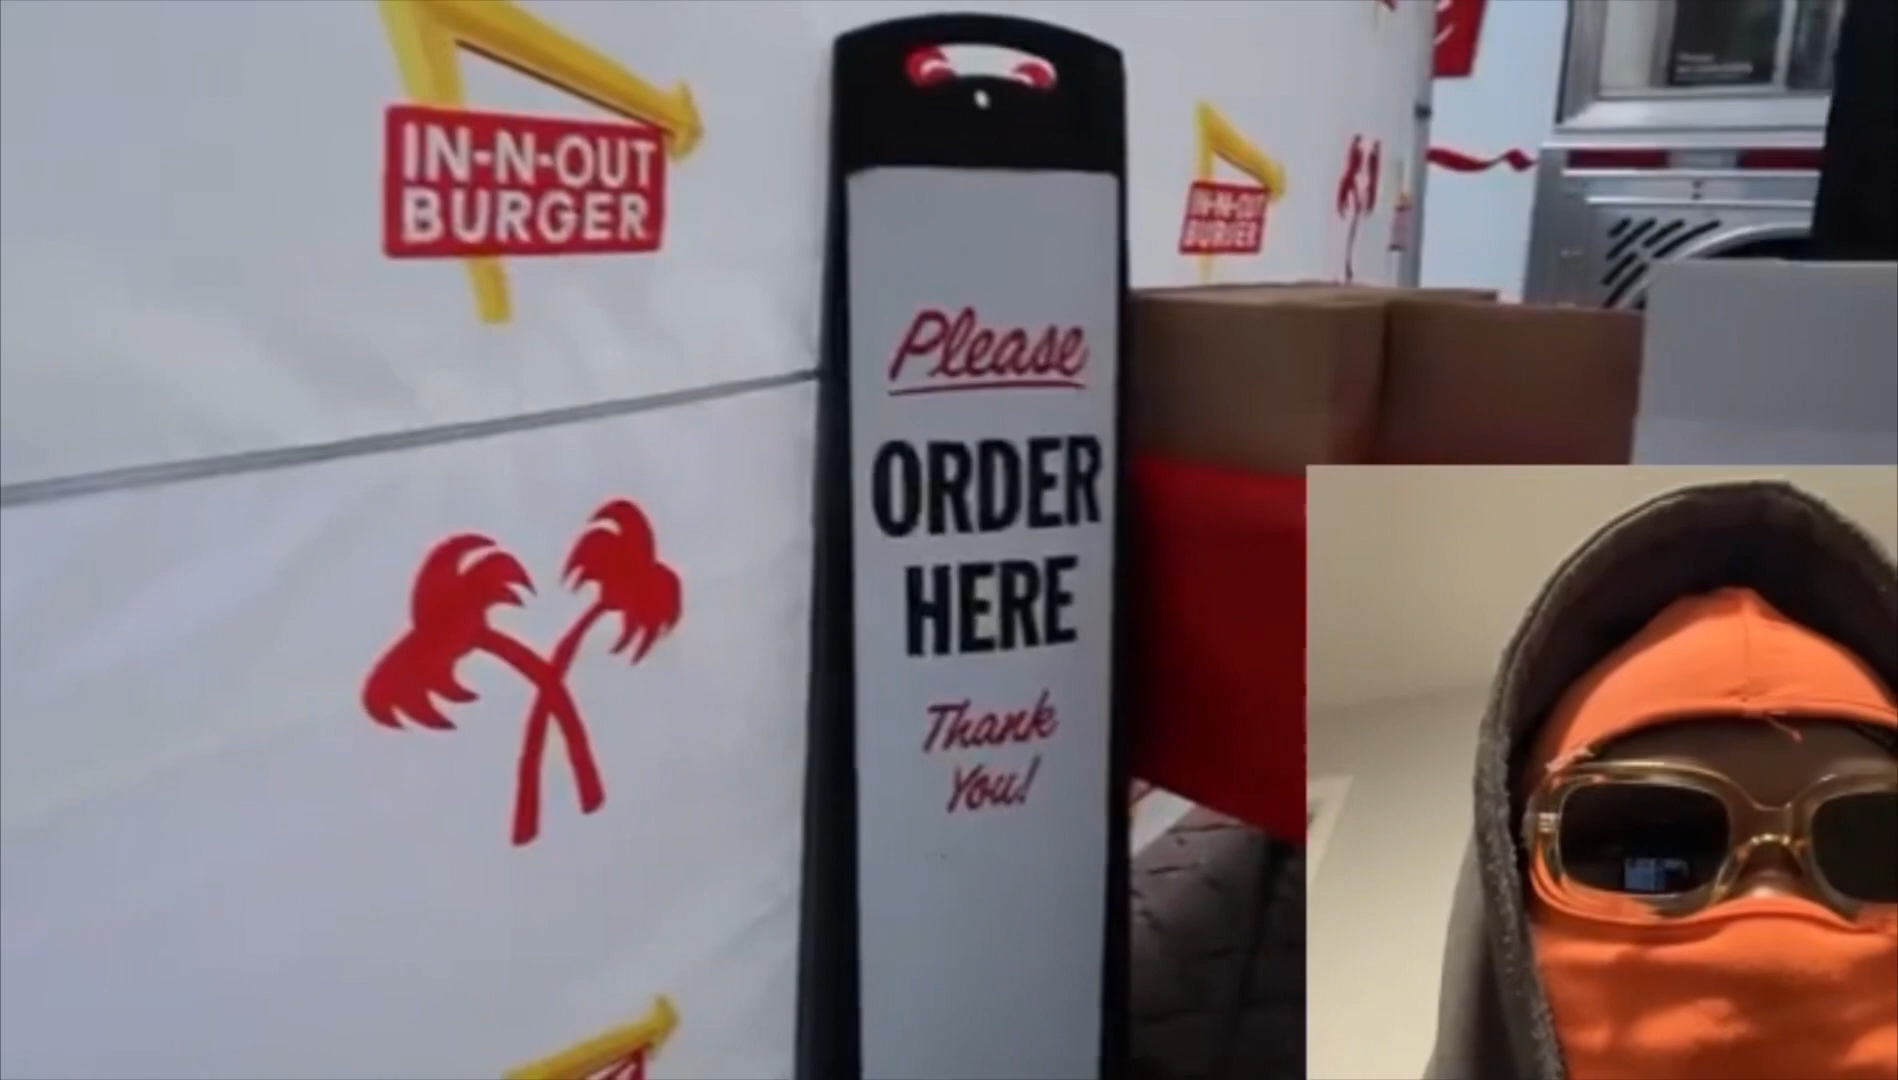 IN-N-OUT
BURGER
IN-N-OUT
BURGER
Please
ORDER
HERE
Thank
You!